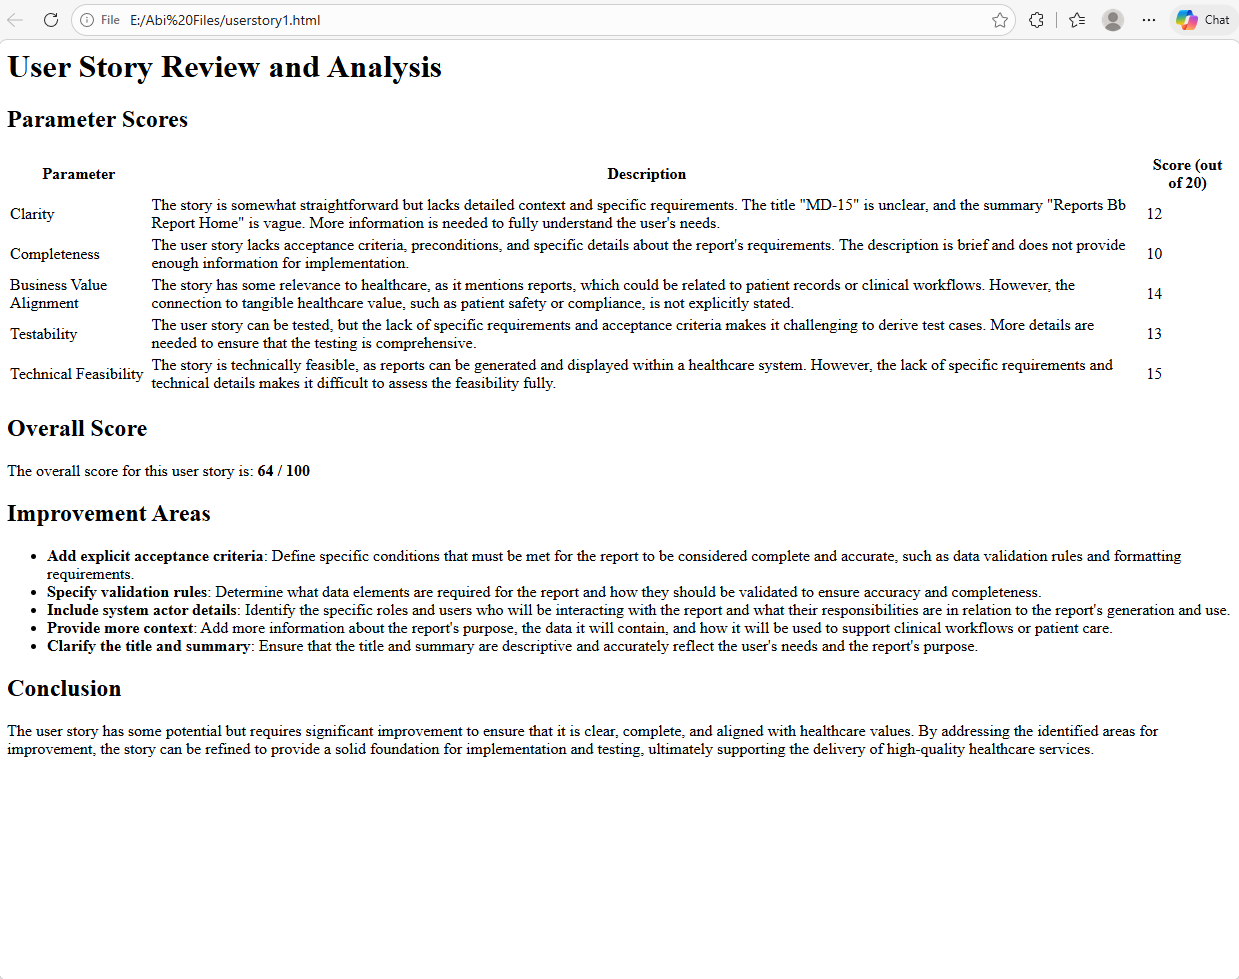 File E:/Abi%20Files/userstory1.html
Chat
User Story Review and Analysis
Parameter Scores
Parameter Description Score (out
of 20)
Clarity The story is somewhat straightforward but lacks detailed context and specific requirements. The title "MD-15" is unclear, and the summary "Reports Bb
Report Home" is vague. More information is needed to fully understand the user's needs. 12
Completeness The user story lacks acceptance criteria, preconditions, and specific details about the report's requirements. The description is brief and does not provide
enough information for implementation. 10
Business Value
Alignment The story has some relevance to healthcare, as it mentions reports, which could be related to patient records or clinical workflows. However, the
connection to tangible healthcare value, such as patient safety or compliance, is not explicitly stated. 14
Testability The user story can be tested, but the lack of specific requirements and acceptance criteria makes it challenging to derive test cases. More details are
needed to ensure that the testing is comprehensive. 13
Technical Feasibility The story is technically feasible, as reports can be generated and displayed within a healthcare system. However, the lack of specific requirements and
technical details makes it difficult to assess the feasibility fully. 15
Overall Score
The overall score for this user story is: 64 / 100
Improvement Areas
• Add explicit acceptance criteria: Define specific conditions that must be met for the report to be considered complete and accurate, such as data validation rules and formatting
requirements.
• Specify validation rules: Determine what data elements are required for the report and how they should be validated to ensure accuracy and completeness.
• Include system actor details: Identify the specific roles and users who will be interacting with the report and what their responsibilities are in relation to the report's generation and use.
• Provide more context: Add more information about the report's purpose, the data it will contain, and how it will be used to support clinical workflows or patient care.
• Clarify the title and summary: Ensure that the title and summary are descriptive and accurately reflect the user's needs and the report's purpose.
Conclusion
The user story has some potential but requires significant improvement to ensure that it is clear, complete, and aligned with healthcare values. By addressing the identified areas for
improvement, the story can be refined to provide a solid foundation for implementation and testing, ultimately supporting the delivery of high-quality healthcare services.